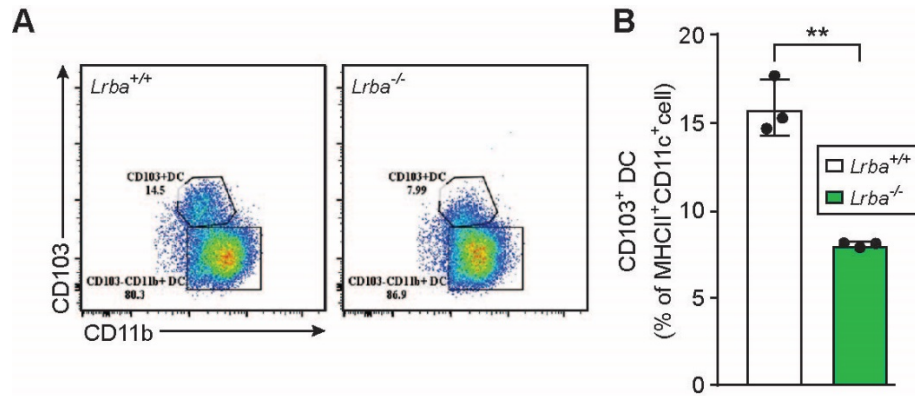 A
Lrba+/+
CD103+DC
14.5
CD103-CD11b+ DC
80.3
Lrba-/-
CD103+DC
7.99
CD103-CD11b+ DC
86.9
CD103
CD11b
B
**
20
15
10
5
0
CD103+ DC
(% of MHCII+CD11c+cell)
Lrba+/+
Lrba-/-